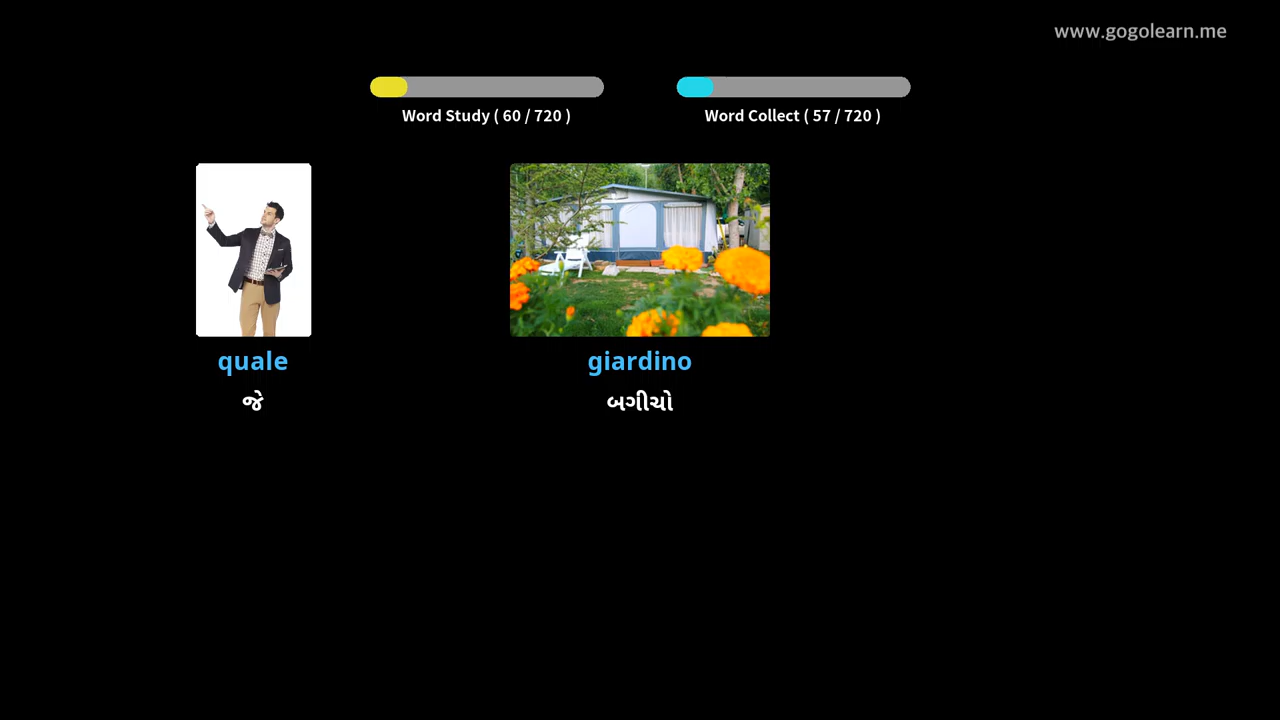 www.gogolearn.me
Word Study ( 60 / 720 )
Word Collect ( 57 / 720 )
quale
giardino
જે
બગીચો